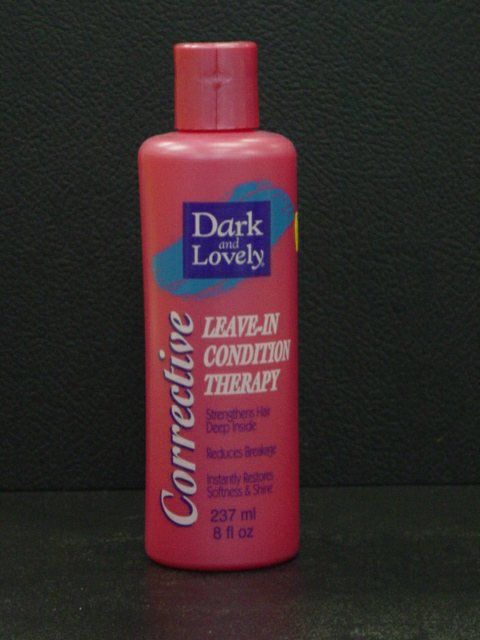 Dark
and
Lovely
Corrective
LEAVE-IN
CONDITION
THERAPY
Strengthens Hair
Deep Inside
Reduces Breakage
Instantly Restores
Softness & Shine
237 ml
8 fl oz